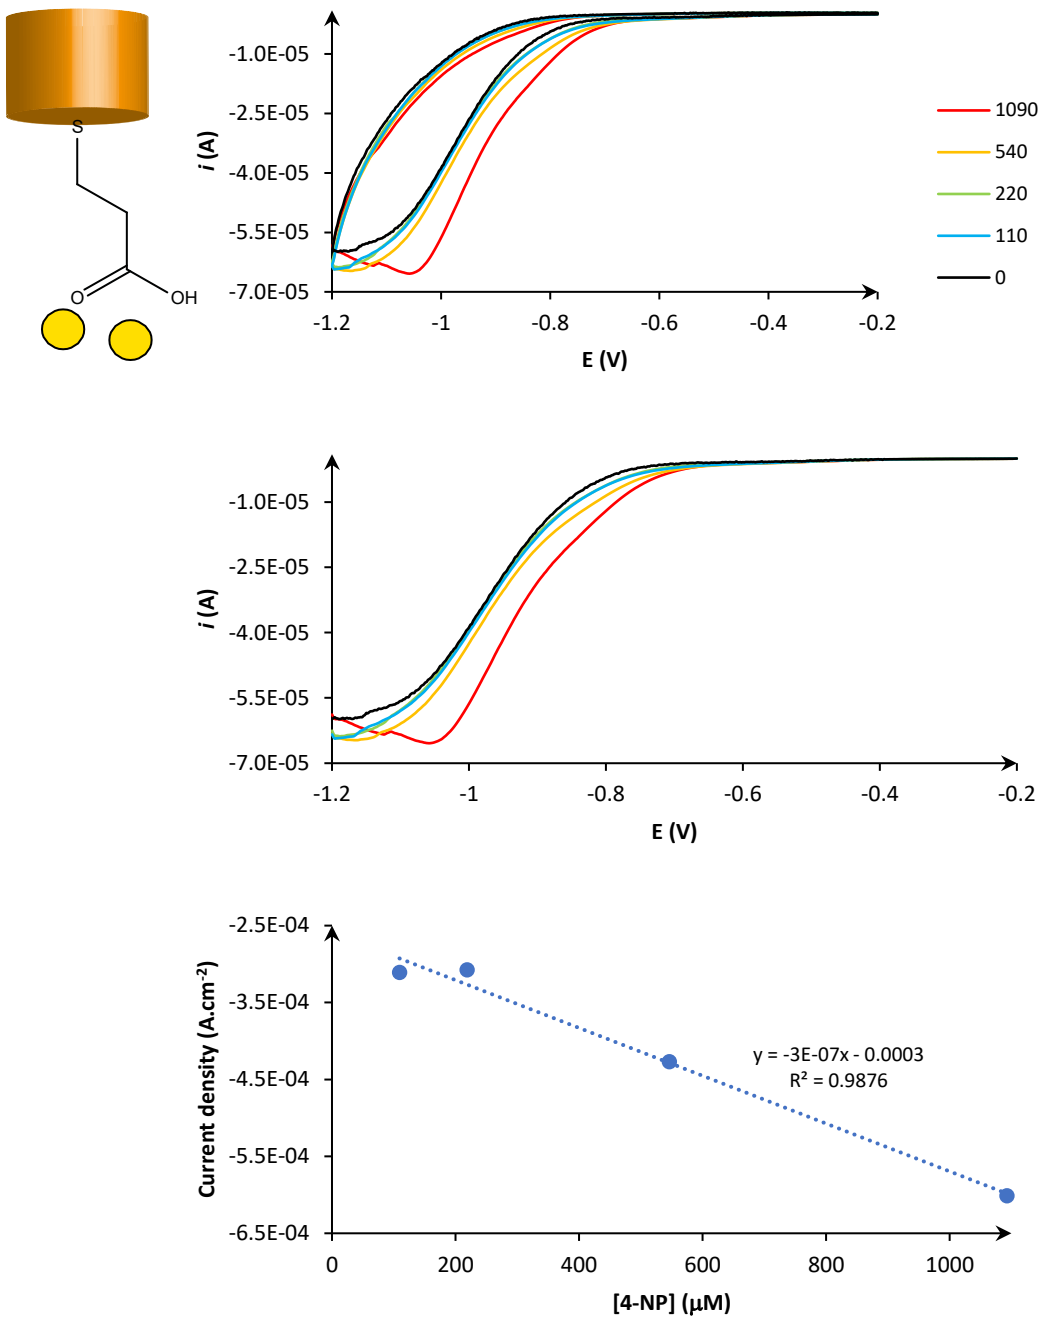 S
O
OH
i (A)
-1.0E-05
-2.5E-05
-4.0E-05
-5.5E-05
-7.0E-05
-1.2 -1 -0.8 -0.6 -0.4 -0.2
E (V)
1090
540
220
110
0
i (A)
-1.0E-05
-2.5E-05
-4.0E-05
-5.5E-05
-7.0E-05
-1.2 -1 -0.8 -0.6 -0.4 -0.2
E (V)
Current density (A.cm⁻²)
-2.5E-04
-3.5E-04
-4.5E-04
-5.5E-04
-6.5E-04
y = -3E-07x - 0.0003
R² = 0.9876
0 200 400 600 800 1000
[4-NP] (μM)